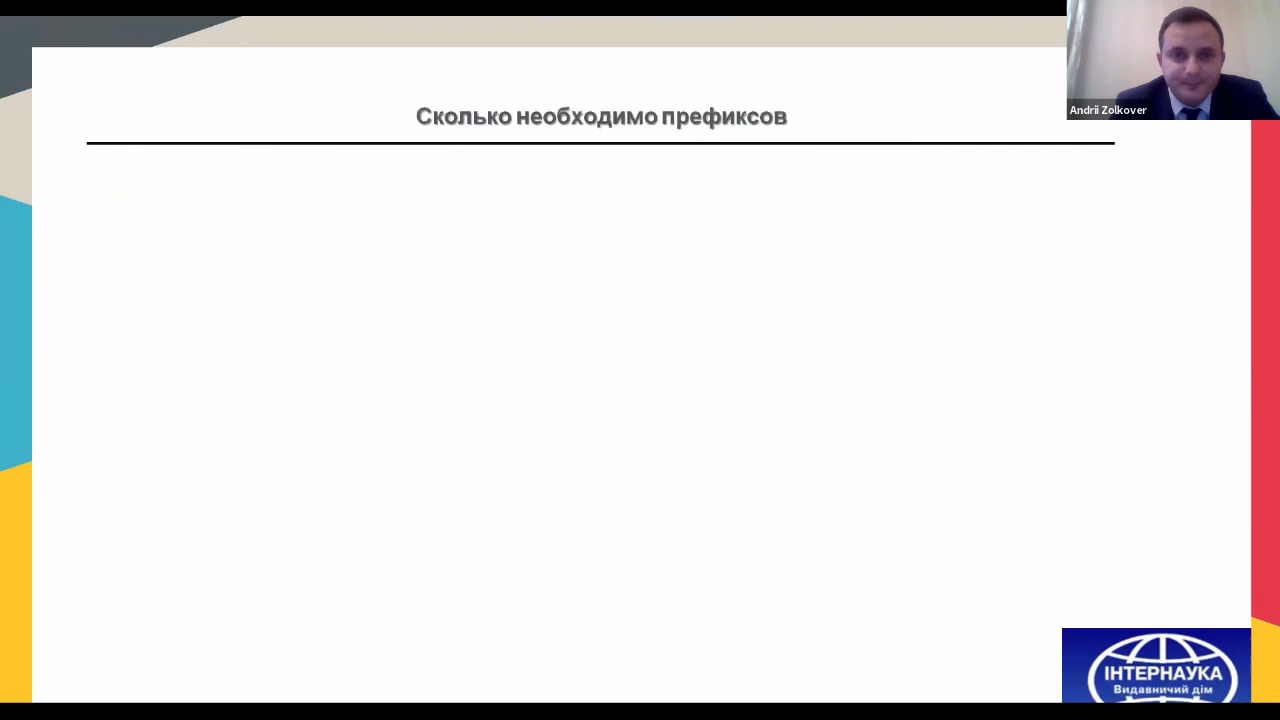 Сколько необходимо префиксов
Andrii Zolkover
ІНТЕРНАУКА
Видавничий дім